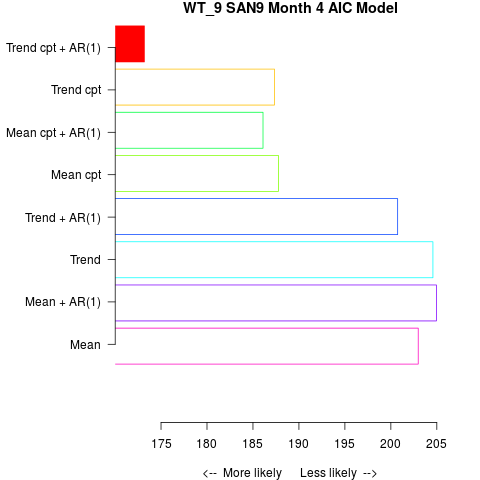 WT_9 SAN9 Month 4 AIC Model
Trend cpt + AR(1)
Trend cpt
Mean cpt + AR(1)
Mean cpt
Trend + AR(1)
Trend
Mean + AR(1)
Mean
175 180 185 190 195 200 205
<-- More likely Less likely -->